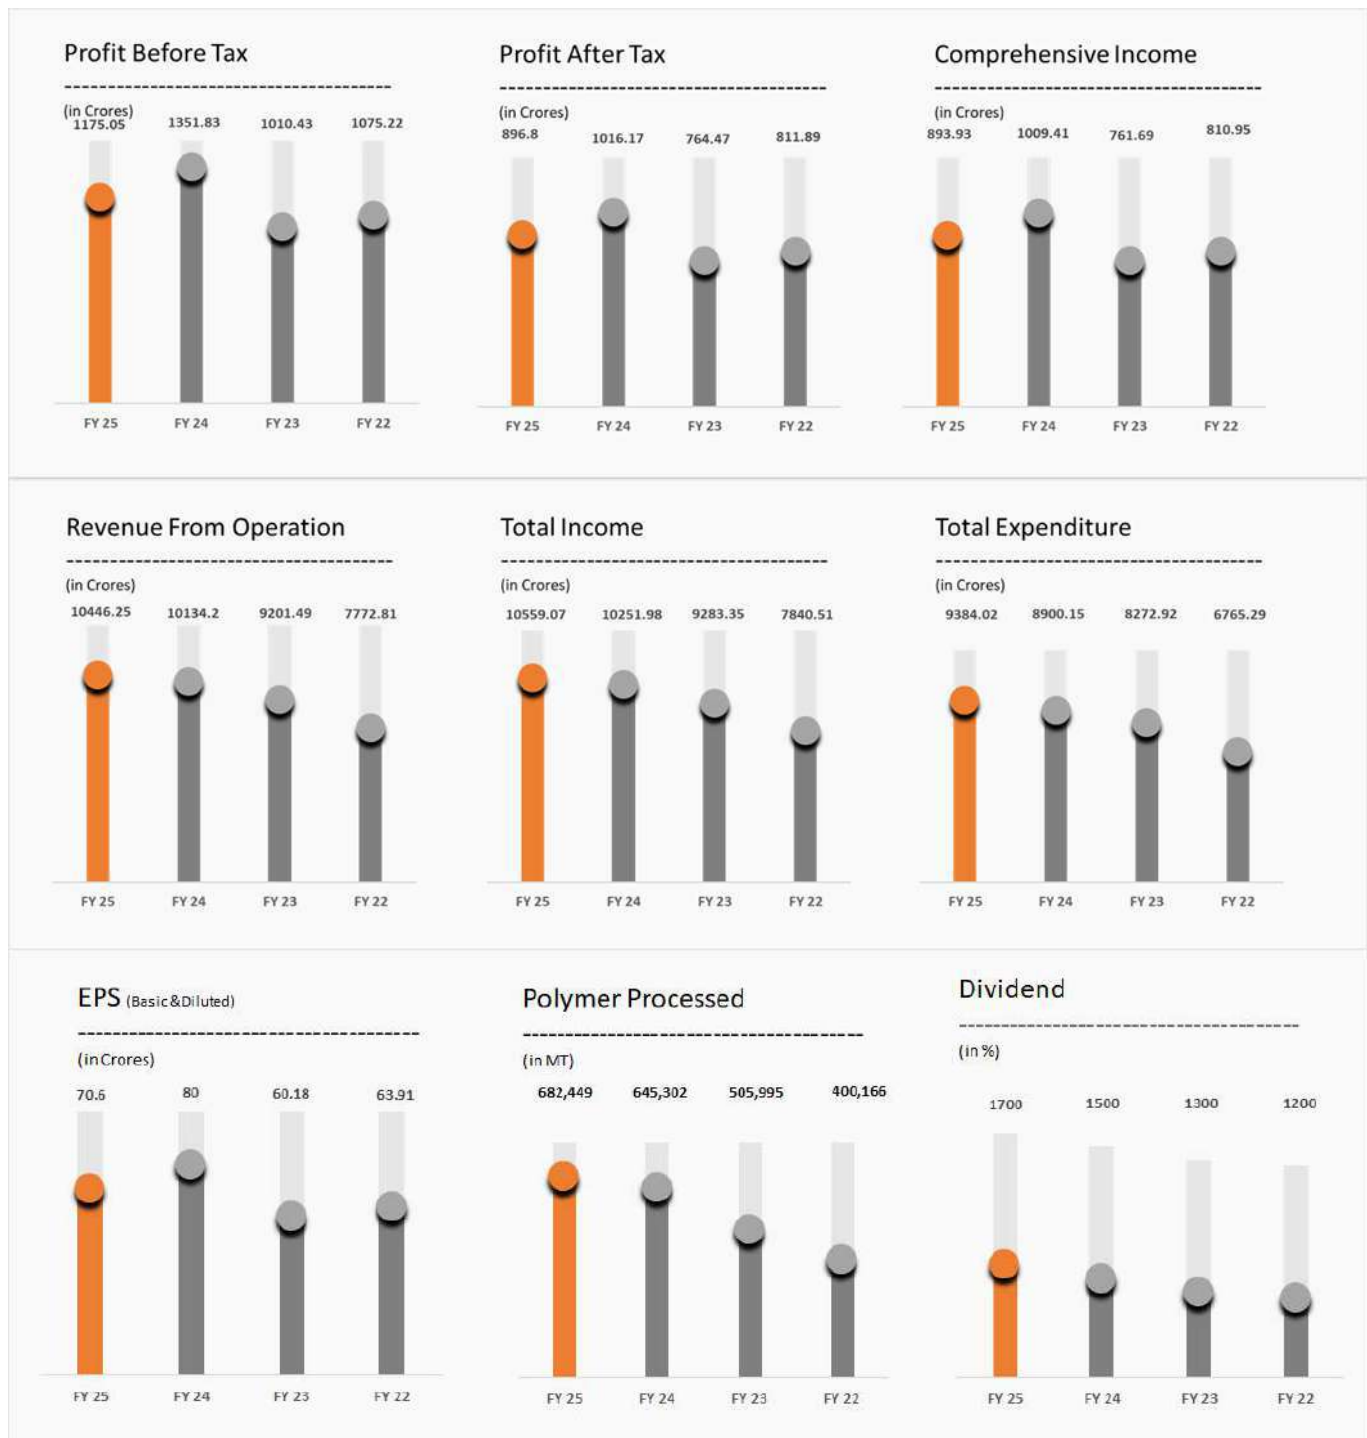 Profit Before Tax
(in Crores)
1175.05 1351.83 1010.43 1075.22
FY 25 FY 24 FY 23 FY 22
Profit After Tax
(in Crores)
896.8 1016.17 764.47 811.89
FY 25 FY 24 FY 23 FY 22
Comprehensive Income
(in Crores)
893.93 1009.41 761.69 810.95
FY 25 FY 24 FY 23 FY 22
Revenue From Operation
(in Crores)
10446.25 10134.2 9201.49 7772.81
FY 25 FY 24 FY 23 FY 22
Total Income
(in Crores)
10559.07 10251.98 9283.35 7840.51
FY 25 FY 24 FY 23 FY 22
Total Expenditure
(in Crores)
9384.02 8900.15 8272.92 6765.29
FY 25 FY 24 FY 23 FY 22
EPS (Basic & Diluted)
(in Crores)
70.6 80 60.18 63.91
FY 25 FY 24 FY 23 FY 22
Polymer Processed
(in MT)
682,449 645,302 505,995 400,166
FY 25 FY 24 FY 23 FY 22
Dividend
(in %)
1700 1500 1300 1200
FY 25 FY 24 FY 23 FY 22